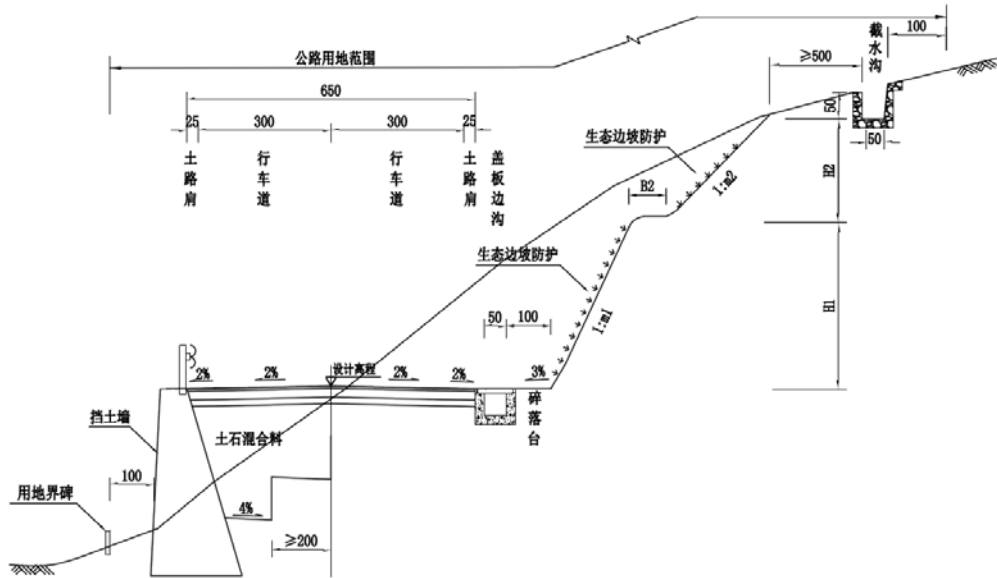 公路用地范围
截水沟
100
≥500
650
25
300
300
25
50
50
土路肩
行车道
行车道
土路肩
盖板边沟
生态边坡防护
1:m2
H2
B2
生态边坡防护
1:m1
H1
50
100
设计高程
2%
2%
2%
2%
3%
碎落台
挡土墙
土石混合料
100
用地界碑
4%
≥200